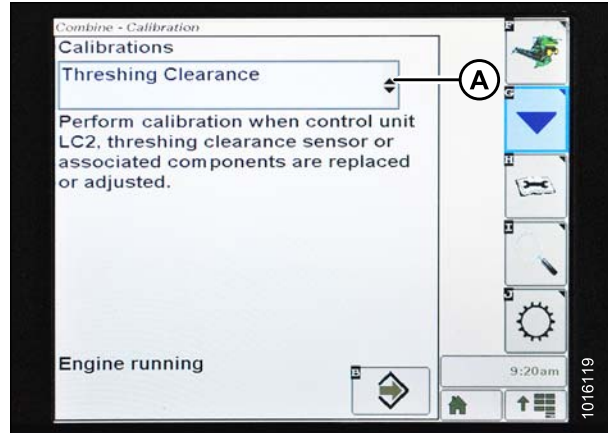 Combine - Calibration
Calibrations
Threshing Clearance
A
Perform calibration when control unit
LC2, threshing clearance sensor or
associated components are replaced
or adjusted.
Engine running
B
F
G
H
I
J
9:20am
1016119